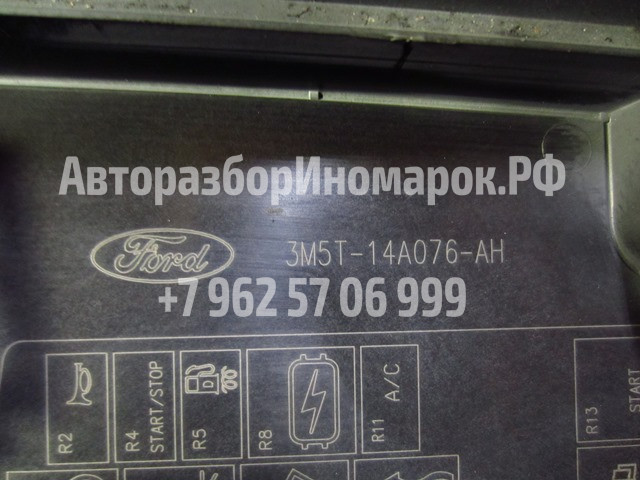 АвторазборИномарок.РФ
Ford 3M5T-14A076-AH
+7 962 57 06 999
R2
R4 START/STOP
R5
R8
R11 A/C
R13 START